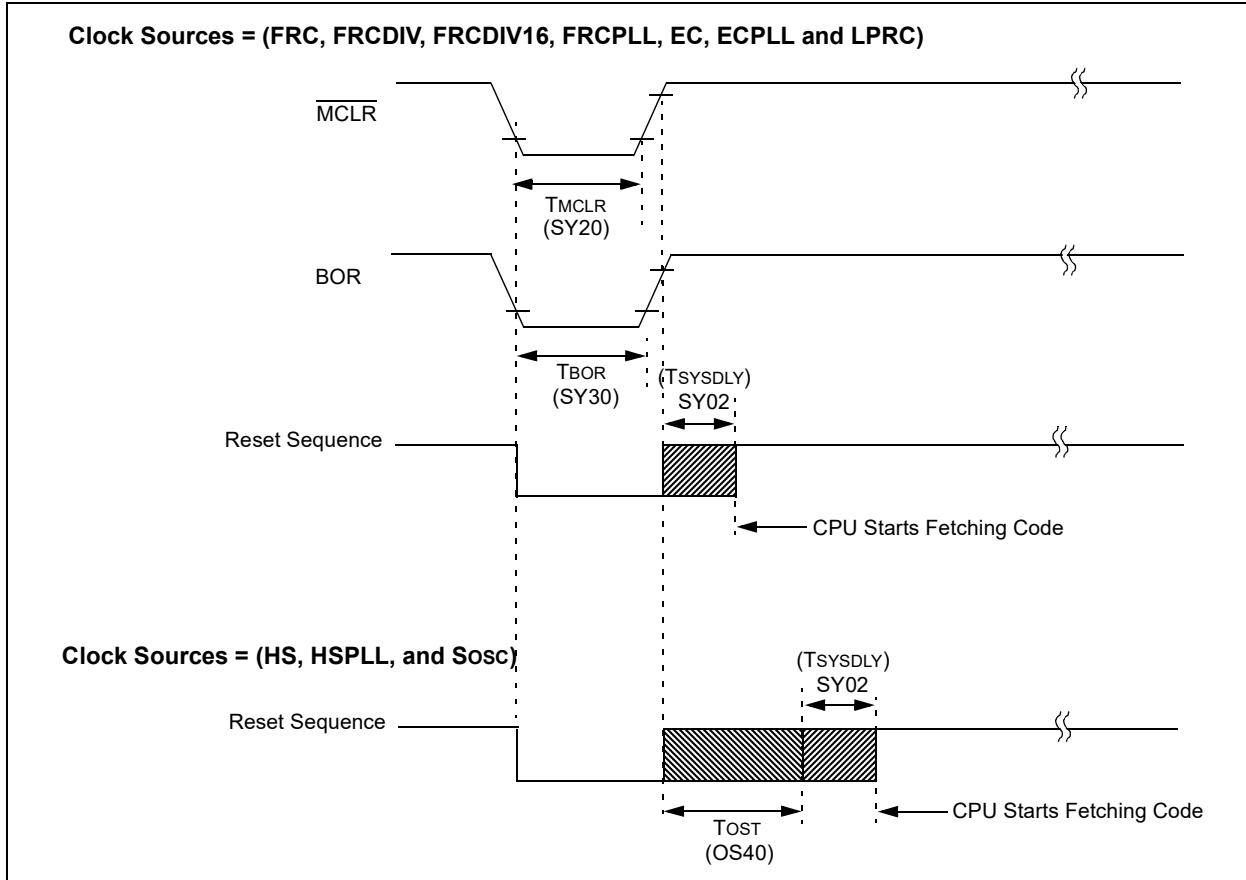 Clock Sources = (FRC, FRCDIV, FRCDIV16, FRCPLL, EC, ECPLL and LPRC)
MCLR
TMCLR
(SY20)
BOR
TBOR
(SY30)
(TSYSDLY)
SY02
Reset Sequence
CPU Starts Fetching Code
Clock Sources = (HS, HSPLL, and SOSC)
(TSYSDLY)
SY02
Reset Sequence
CPU Starts Fetching Code
TOST
(OS40)